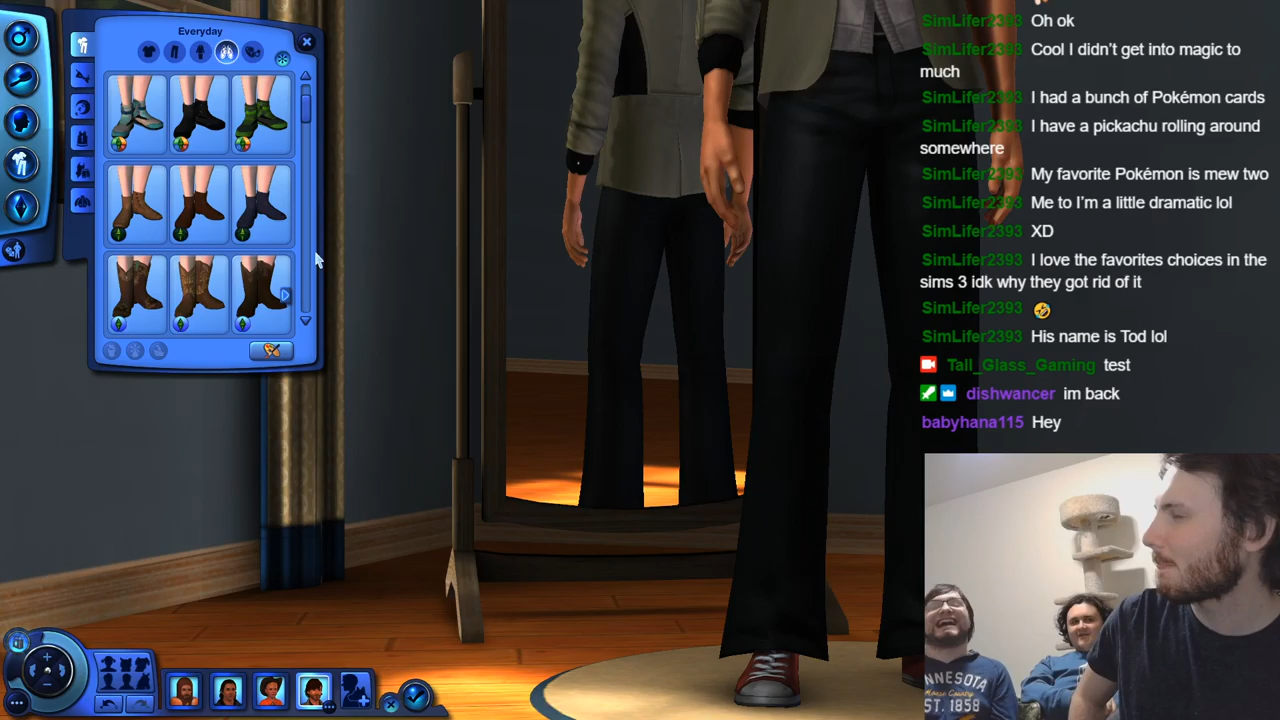 Everyday
SimLifer2393 Oh ok
SimLifer2393 Cool I didn't get into magic to
much
SimLifer2393 I had a bunch of Pokémon cards
SimLifer2393 I have a pickachu rolling around
somewhere
SimLifer2393 My favorite Pokémon is mew two
SimLifer2393 Me to I'm a little dramatic lol
SimLifer2393 XD
SimLifer2393 I love the favorites choices in the
sims 3 idk why they got rid of it
SimLifer2393
SimLifer2393 His name is Tod lol
Tall_Glass_Gaming test
dishwancer im back
babyhana115 Hey
NNESOTA
EST. 1858